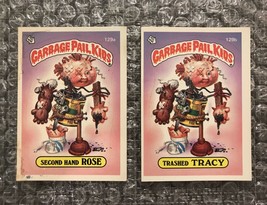 GARBAGE PAIL KIDS
129a
SECOND HAND ROSE
GARBAGE PAIL KIDS
129b
TRASHED TRACY